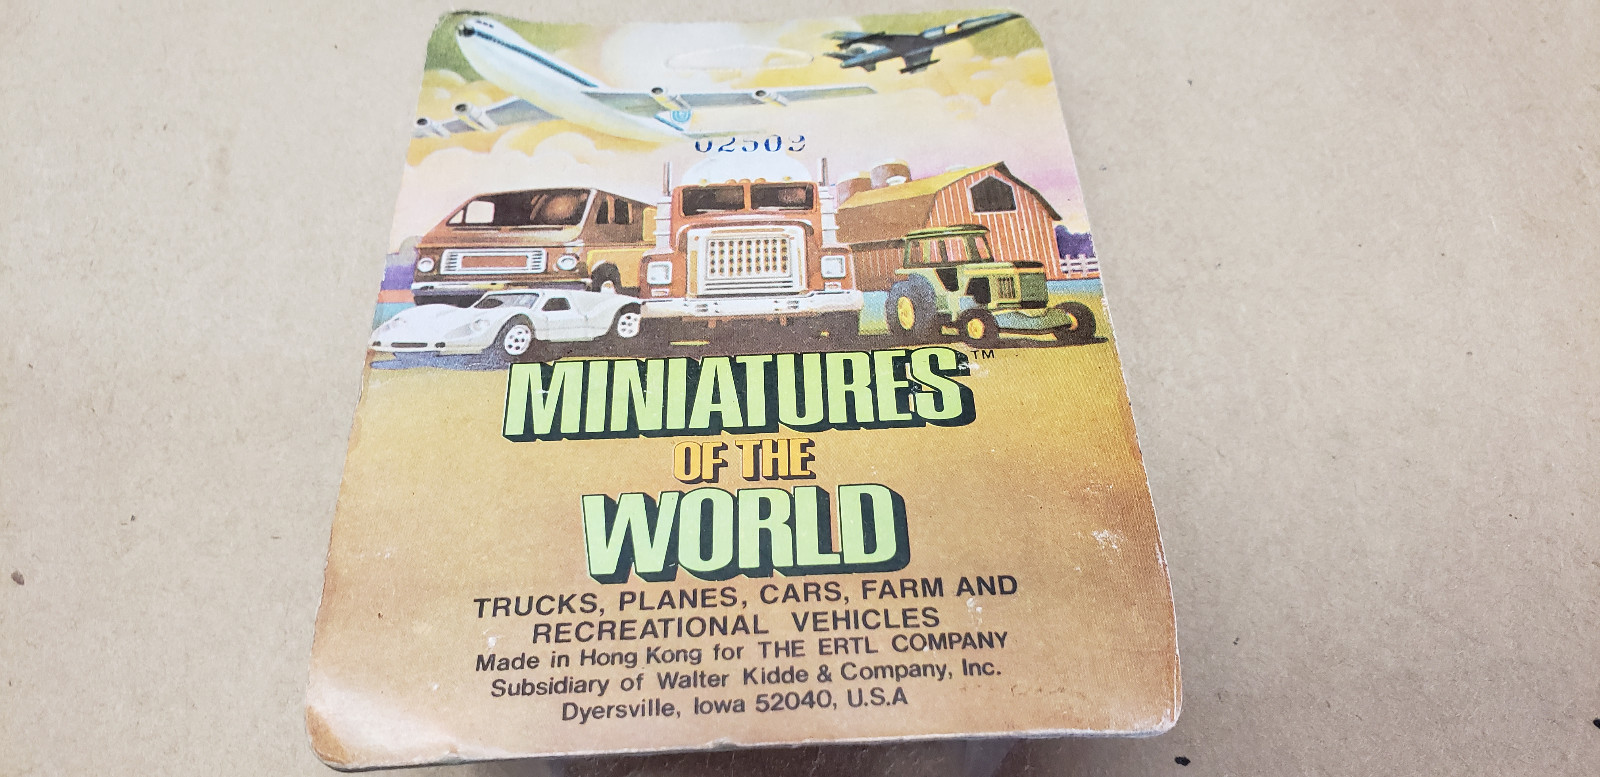 02509
MINIATURES™
OF THE
WORLD
TRUCKS, PLANES, CARS, FARM AND
RECREATIONAL VEHICLES
Made in Hong Kong for THE ERTL COMPANY
Subsidiary of Walter Kidde & Company, Inc.
Dyersville, Iowa 52040, U.S.A